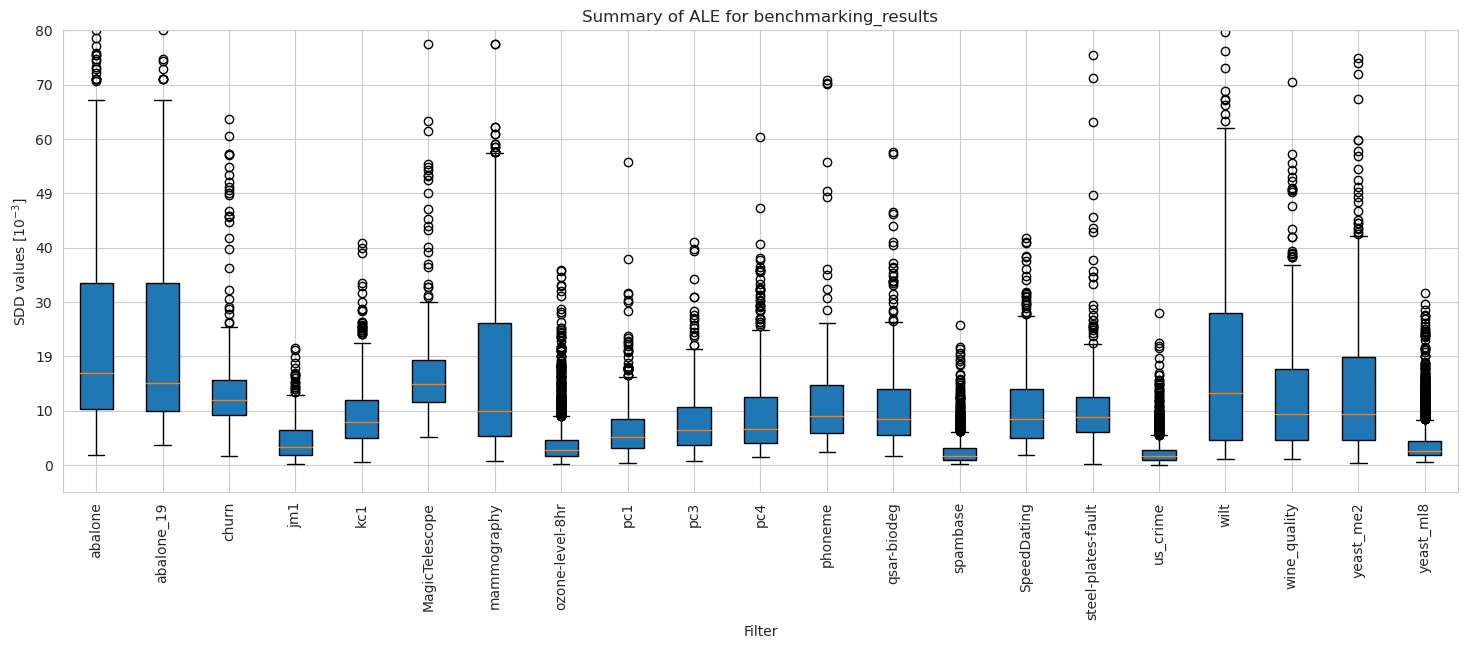 Summary of ALE for benchmarking_results
SDD values [10⁻³]
80
70
60
49
40
30
19
10
0
abalone
abalone_19
churn
jm1
kc1
MagicTelescope
mammography
ozone-level-8hr
pc1
pc3
pc4
phoneme
qsar-biodeg
spambase
SpeedDating
steel-plates-fault
us_crime
wilt
wine_quality
yeast_me2
yeast_ml8
Filter